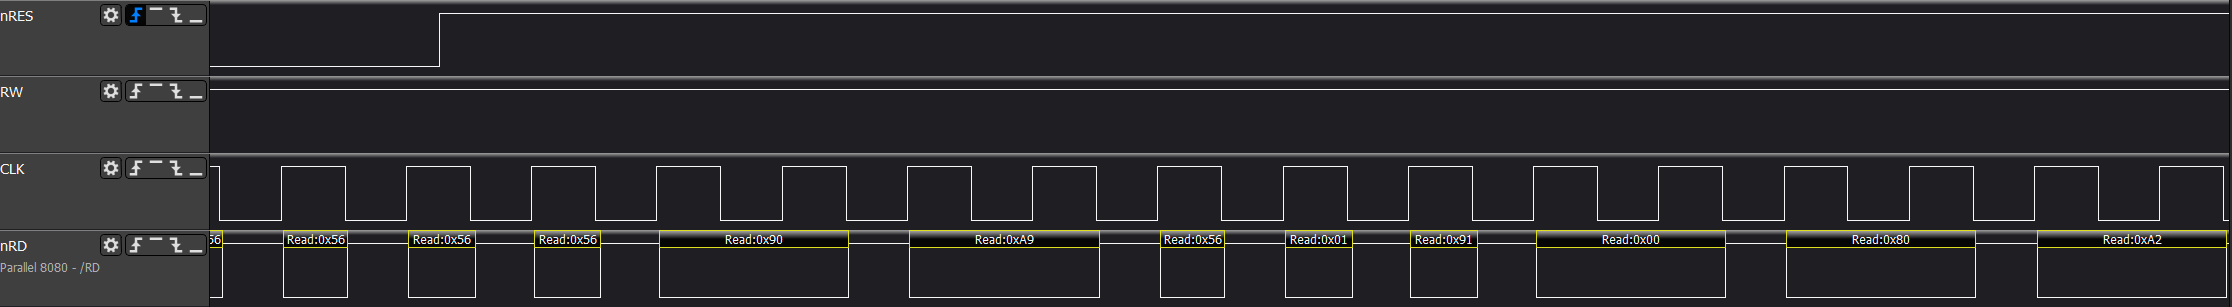 nRES
RW
CLK
nRD
Parallel 8080 - /RD
56 Read:0x56 Read:0x56 Read:0x56 Read:0x90 Read:0xA9 Read:0x56 Read:0x01 Read:0x91 Read:0x00 Read:0x80 Read:0xA2